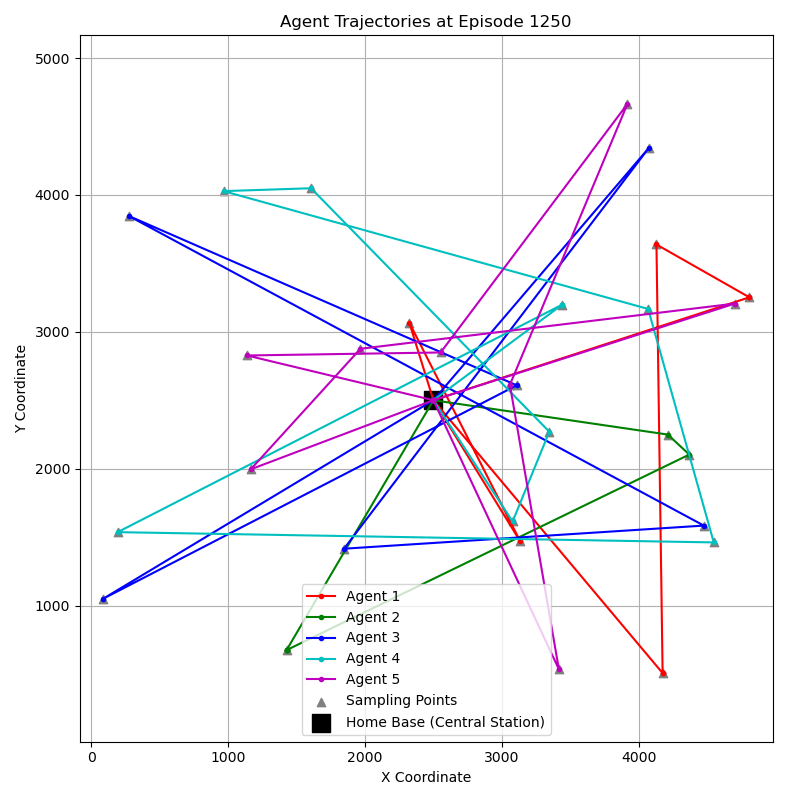 Agent Trajectories at Episode 1250
5000
4000
3000
2000
1000
Y Coordinate
Agent 1
Agent 2
Agent 3
Agent 4
Agent 5
Sampling Points
Home Base (Central Station)
0 1000 2000 3000 4000
X Coordinate